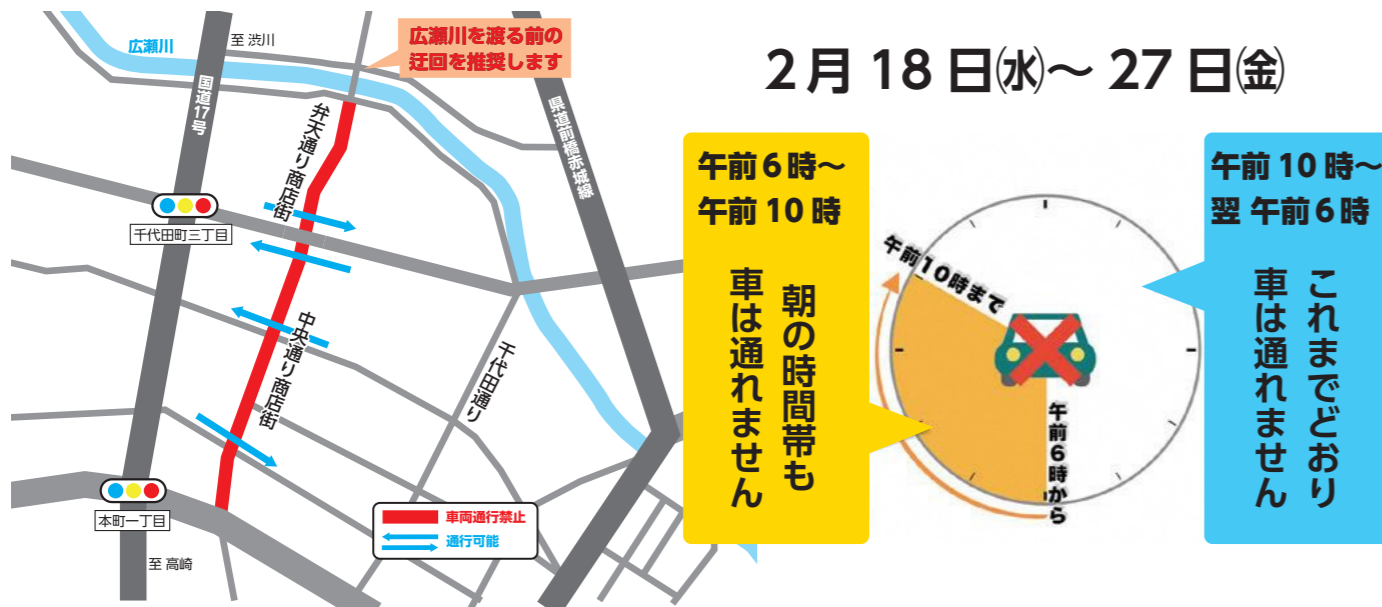 広瀬川
至 渋川
広瀬川を渡る前の
迂回を推奨します
国道17号
弁天通り商店街
県道前橋赤城線
千代田町三丁目
中央通り商店街
千代田通り
本町一丁目
至 高崎
車両通行禁止
通行可能
2月18日㈬～27日㈮
午前6時～
午前10時
朝の時間帯も
車は通れません
午前10時まで
午前6時から
午前10時～
翌 午前6時
これまでどおり
車は通れません